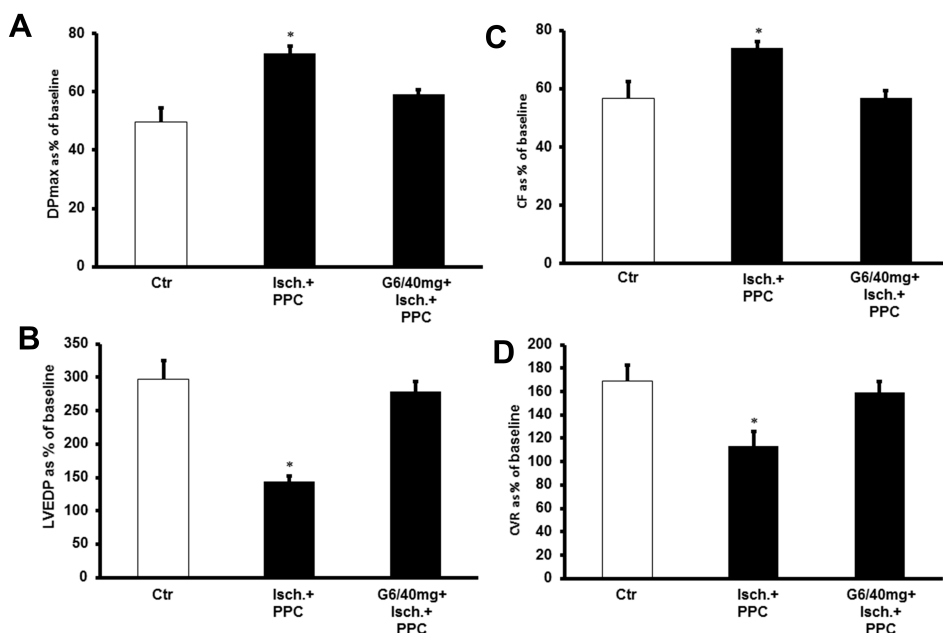 A
DPmax as % of baseline
80
60
40
20
0
*
Ctr
Isch.+
PPC
G6/40mg+
Isch.+
PPC
C
CF as % of baseline
80
60
40
20
0
*
Ctr
Isch.+
PPC
G6/40mg+
Isch.+
PPC
B
LVEDP as % of baseline
350
300
250
200
150
100
50
0
*
Ctr
Isch.+
PPC
G6/40mg+
Isch.+
PPC
D
CVR as % of baseline
200
180
160
140
120
100
80
60
40
20
0
*
Ctr
Isch.+
PPC
G6/40mg+
Isch.+
PPC